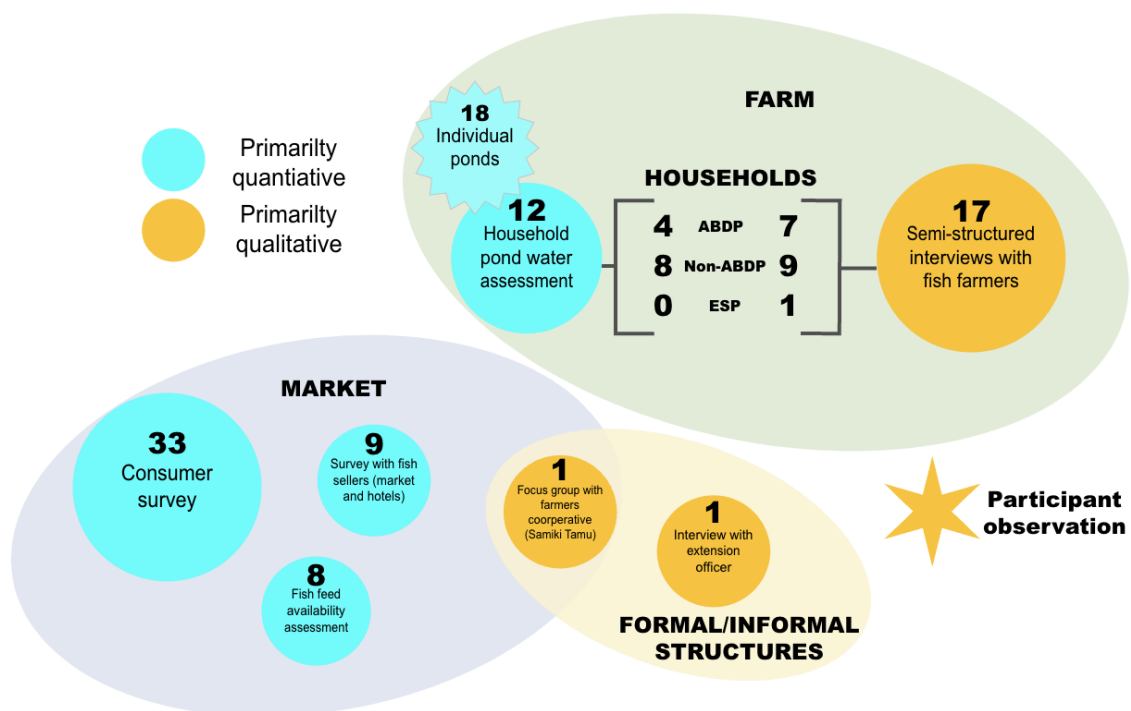 FARM
18
Individual
ponds
Primarilty
quantiative
Primarilty
qualitative
HOUSEHOLDS
12
Household
pond water
assessment
4 ABDP 7
8 Non-ABDP 9
0 ESP 1
17
Semi-structured
interviews with
fish farmers
MARKET
33
Consumer
survey
9
Survey with fish
sellers (market
and hotels)
8
Fish feed
availability
assessment
1
Focus group with
farmers
coorperative
(Samiki Tamu)
1
Interview with
extension
officer
FORMAL/INFORMAL
STRUCTURES
Participant
observation